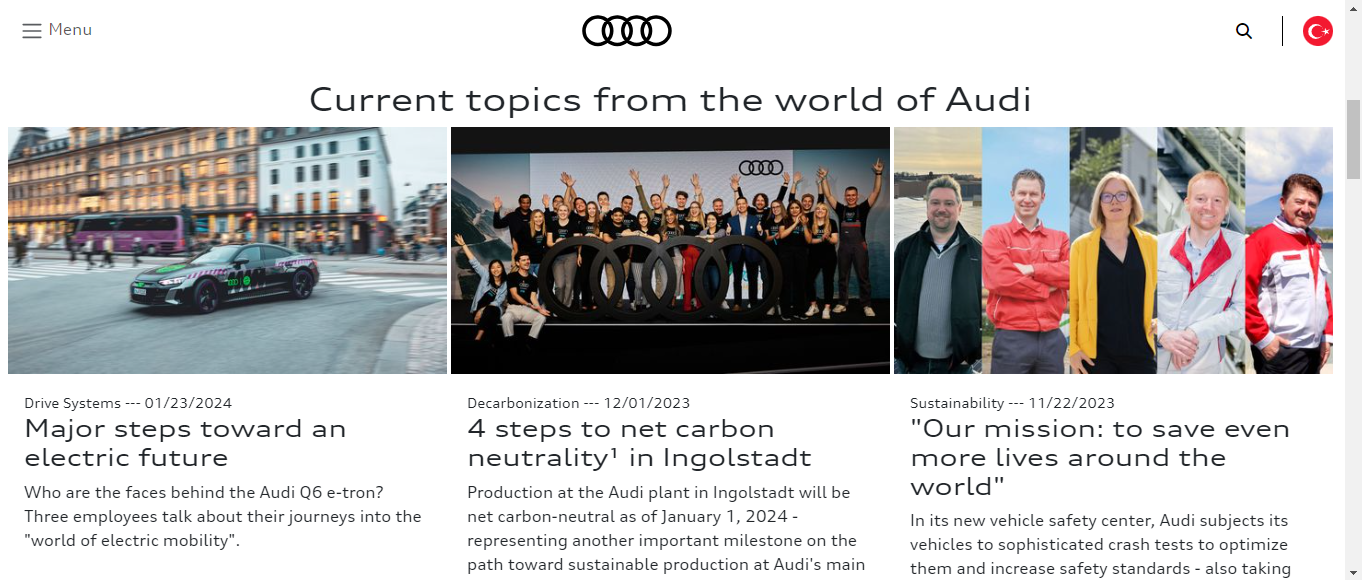 Menu
Current topics from the world of Audi
Drive Systems --- 01/23/2024
Major steps toward an
electric future
Who are the faces behind the Audi Q6 e-tron?
Three employees talk about their journeys into the
"world of electric mobility".
Decarbonization --- 12/01/2023
4 steps to net carbon
neutrality¹ in Ingolstadt
Production at the Audi plant in Ingolstadt will be
net carbon-neutral as of January 1, 2024 -
representing another important milestone on the
path toward sustainable production at Audi's main
Sustainability --- 11/22/2023
"Our mission: to save even
more lives around the
world"
In its new vehicle safety center, Audi subjects its
vehicles to sophisticated crash tests to optimize
them and increase safety standards - also taking